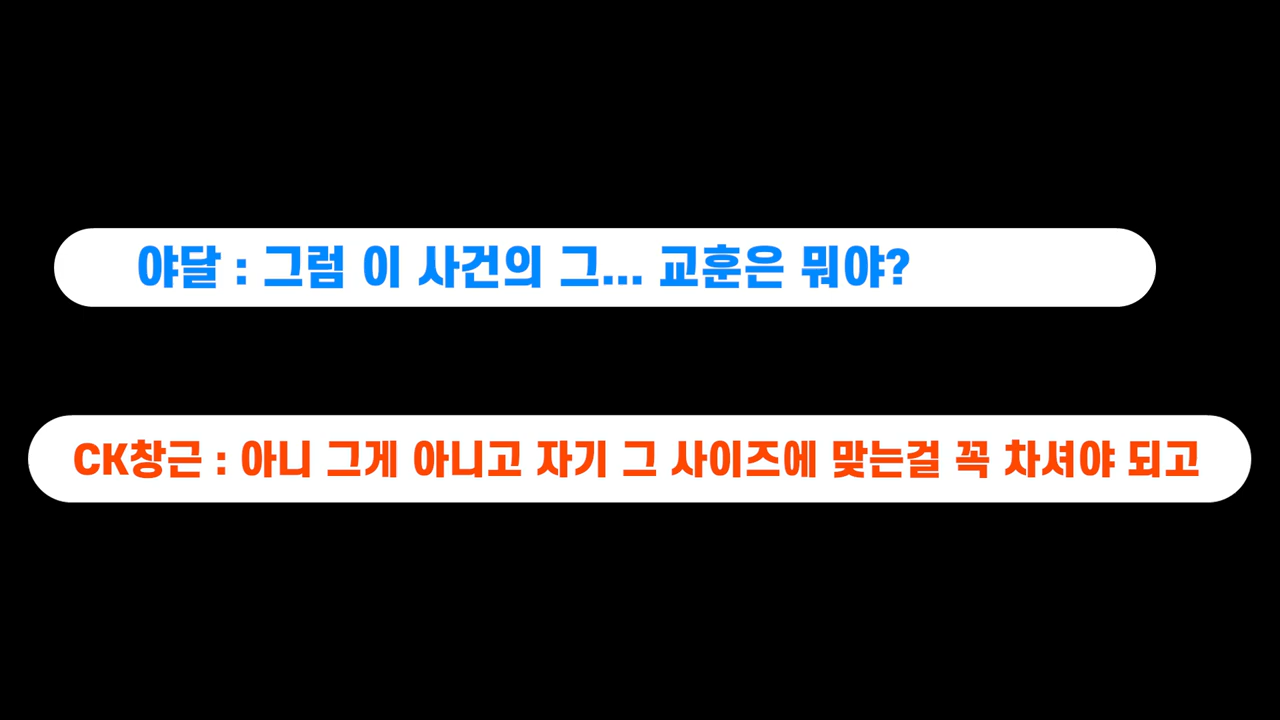 야달 : 그럼 이 사건의 그... 교훈은 뭐야?
CK창근 : 아니 그게 아니고 자기 그 사이즈에 맞는걸 꼭 차셔야 되고